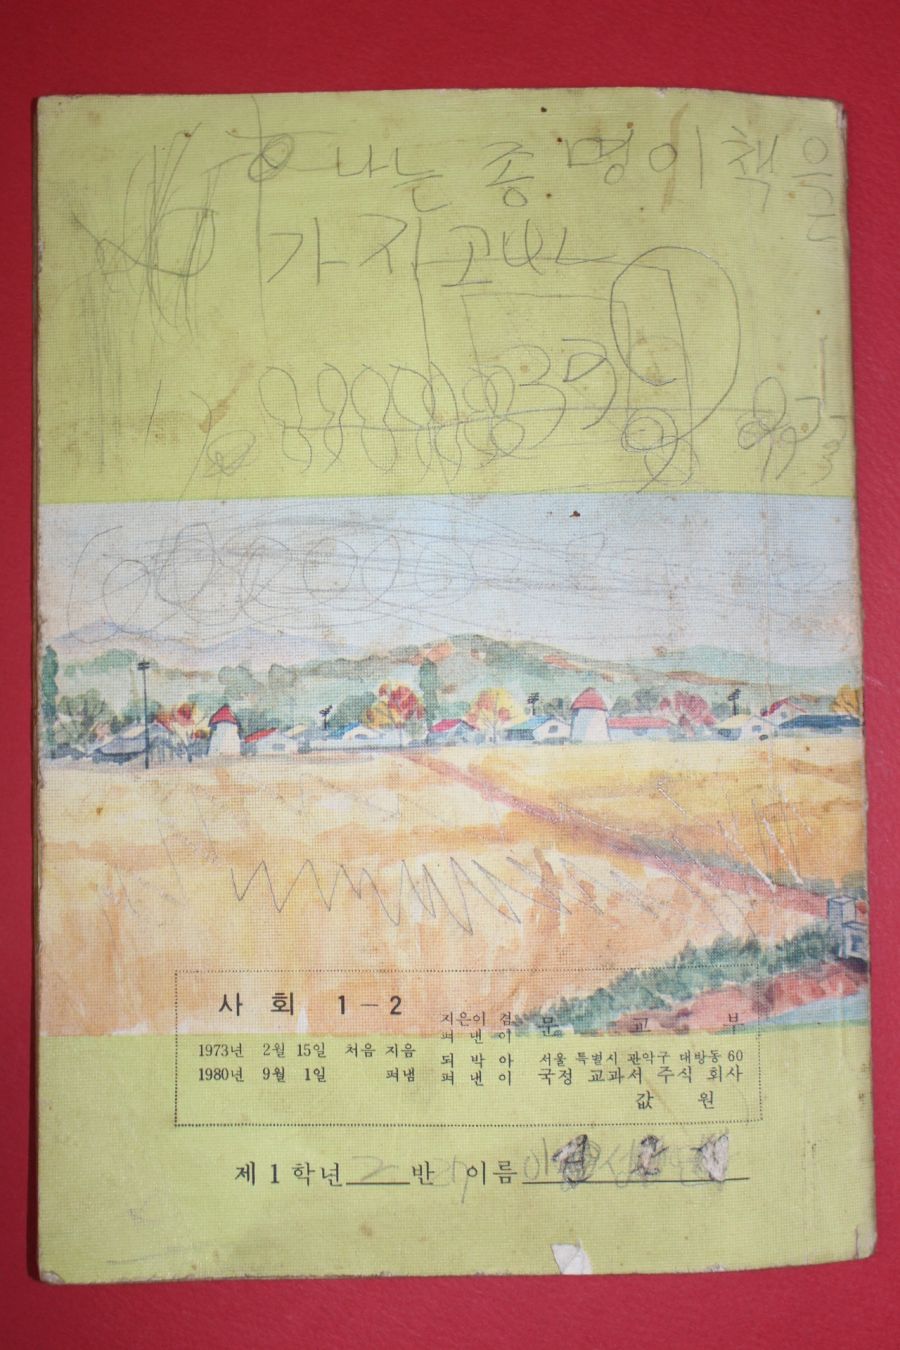 나는 종명이 책을
가지고
사회 1-2
지은이 겸
펴낸이 문교부
1973년 2월 15일 처음 지음
1980년 9월 1일 펴냄
되박아
펴낸이
서울 특별시 관악구 대방동 60
국정 교과서 주식 회사
값 원
제 1 학년 2 반 이름